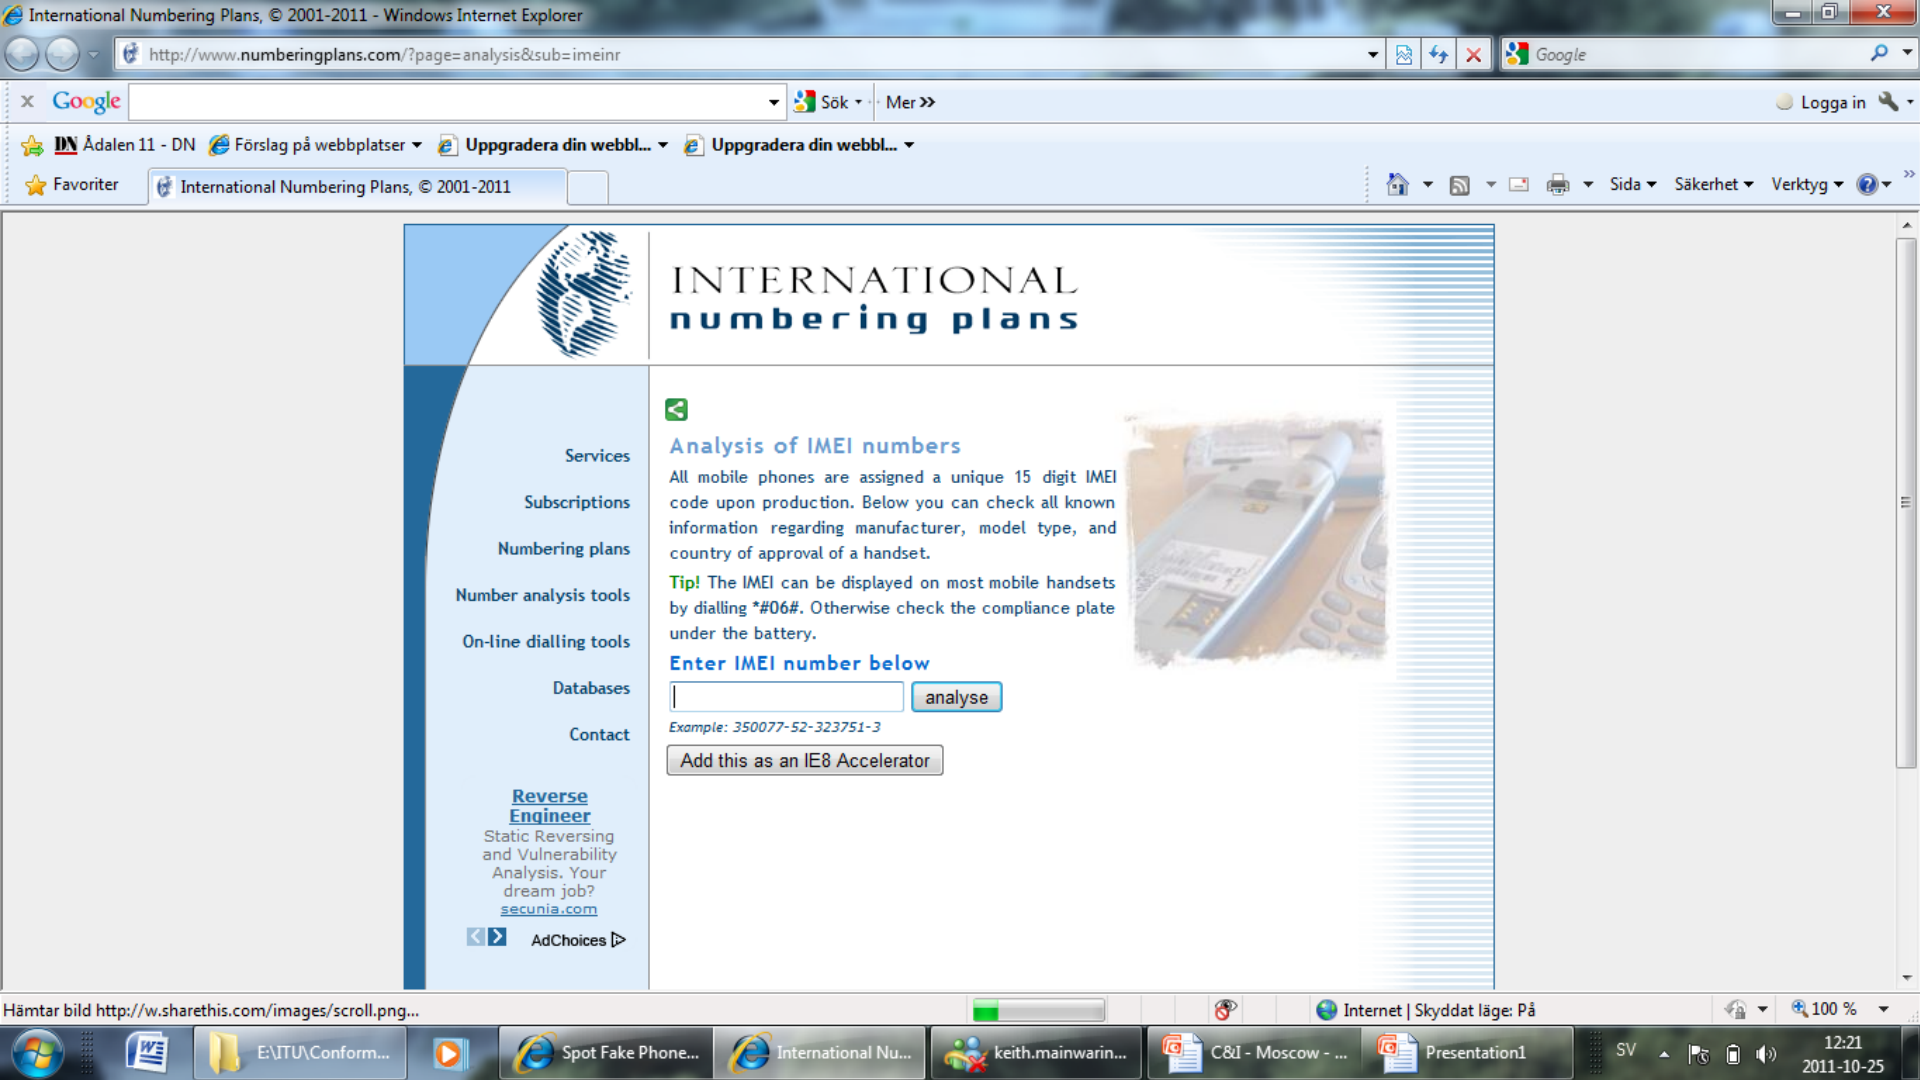 International Numbering Plans, © 2001-2011 - Windows Internet Explorer
http://www.numberingplans.com/?page=analysis&sub=imeinr
Google
Google Sök Mer » Logga in
DN Ådalen 11 - DN Förslag på webbplatser Uppgradera din webbl... Uppgradera din webbl...
Favoriter International Numbering Plans, © 2001-2011 Sida Säkerhet Verktyg »
INTERNATIONAL
numbering plans
Services
Subscriptions
Numbering plans
Number analysis tools
On-line dialling tools
Databases
Contact
Reverse
Engineer
Static Reversing
and Vulnerability
Analysis. Your
dream job?
secunia.com
AdChoices
Analysis of IMEI numbers
All mobile phones are assigned a unique 15 digit IMEI
code upon production. Below you can check all known
information regarding manufacturer, model type, and
country of approval of a handset.
Tip! The IMEI can be displayed on most mobile handsets
by dialling *#06#. Otherwise check the compliance plate
under the battery.
Enter IMEI number below
analyse
Example: 350077-52-323751-3
Add this as an IE8 Accelerator
Hämtar bild http://w.sharethis.com/images/scroll.png... Internet | Skyddat läge: På 100 %
E:\ITU\Conform... Spot Fake Phone... International Nu... keith.mainwarin... C&I - Moscow - ... Presentation1 SV 12:21
2011-10-25